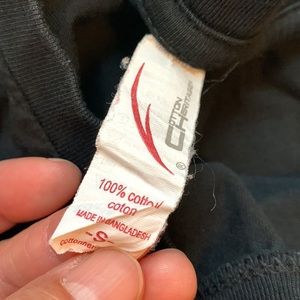 COTTON
HERITAGE
®
100% cotton
coton
MADE IN BANGLADESH
-S-